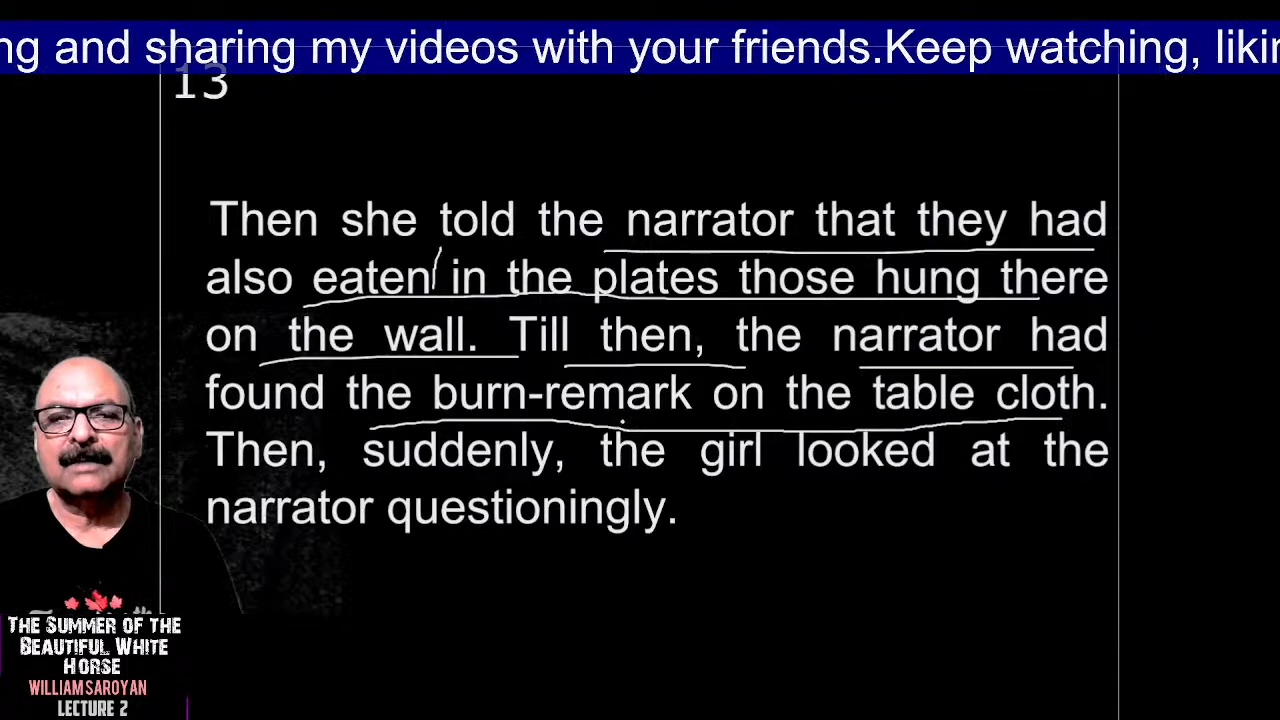 ng and sharing my videos with your friends.Keep watching, likin
13
Then she told the narrator that they had
also eaten in the plates those hung there
on the wall. Till then, the narrator had
found the burn-remark on the table cloth.
Then, suddenly, the girl looked at the
narrator questioningly.
The Summer of the
Beautiful White
Horse
William Saroyan
Lecture 2